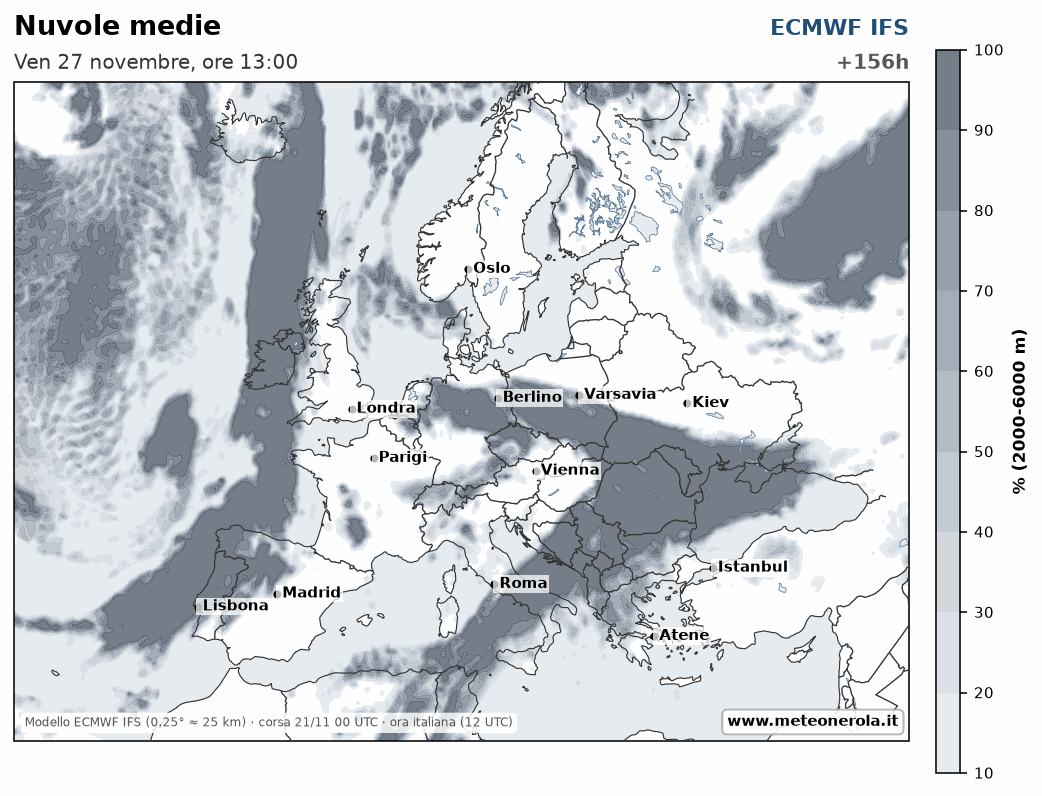 Nuvole medie
ECMWF IFS
Ven 27 novembre, ore 13:00
+156h
100
90
80
70
60
50
40
30
20
10
% (2000-6000 m)
Oslo
Berlino
Varsavia
Kiev
Londra
Parigi
Vienna
Istanbul
Roma
Madrid
Lisbona
Atene
Modello ECMWF IFS (0,25° ≈ 25 km) · corsa 21/11 00 UTC · ora italiana (12 UTC)
www.meteonerola.it